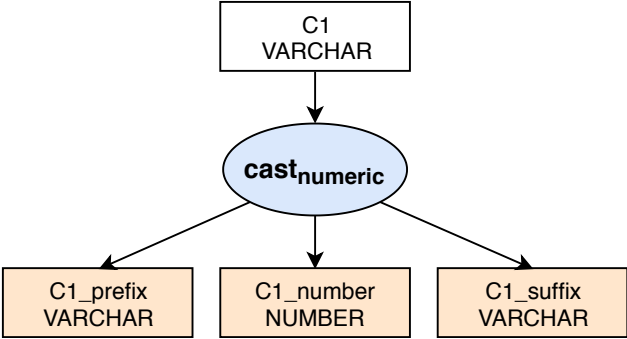 C1
VARCHAR
castnumeric
C1_prefix
VARCHAR
C1_number
NUMBER
C1_suffix
VARCHAR